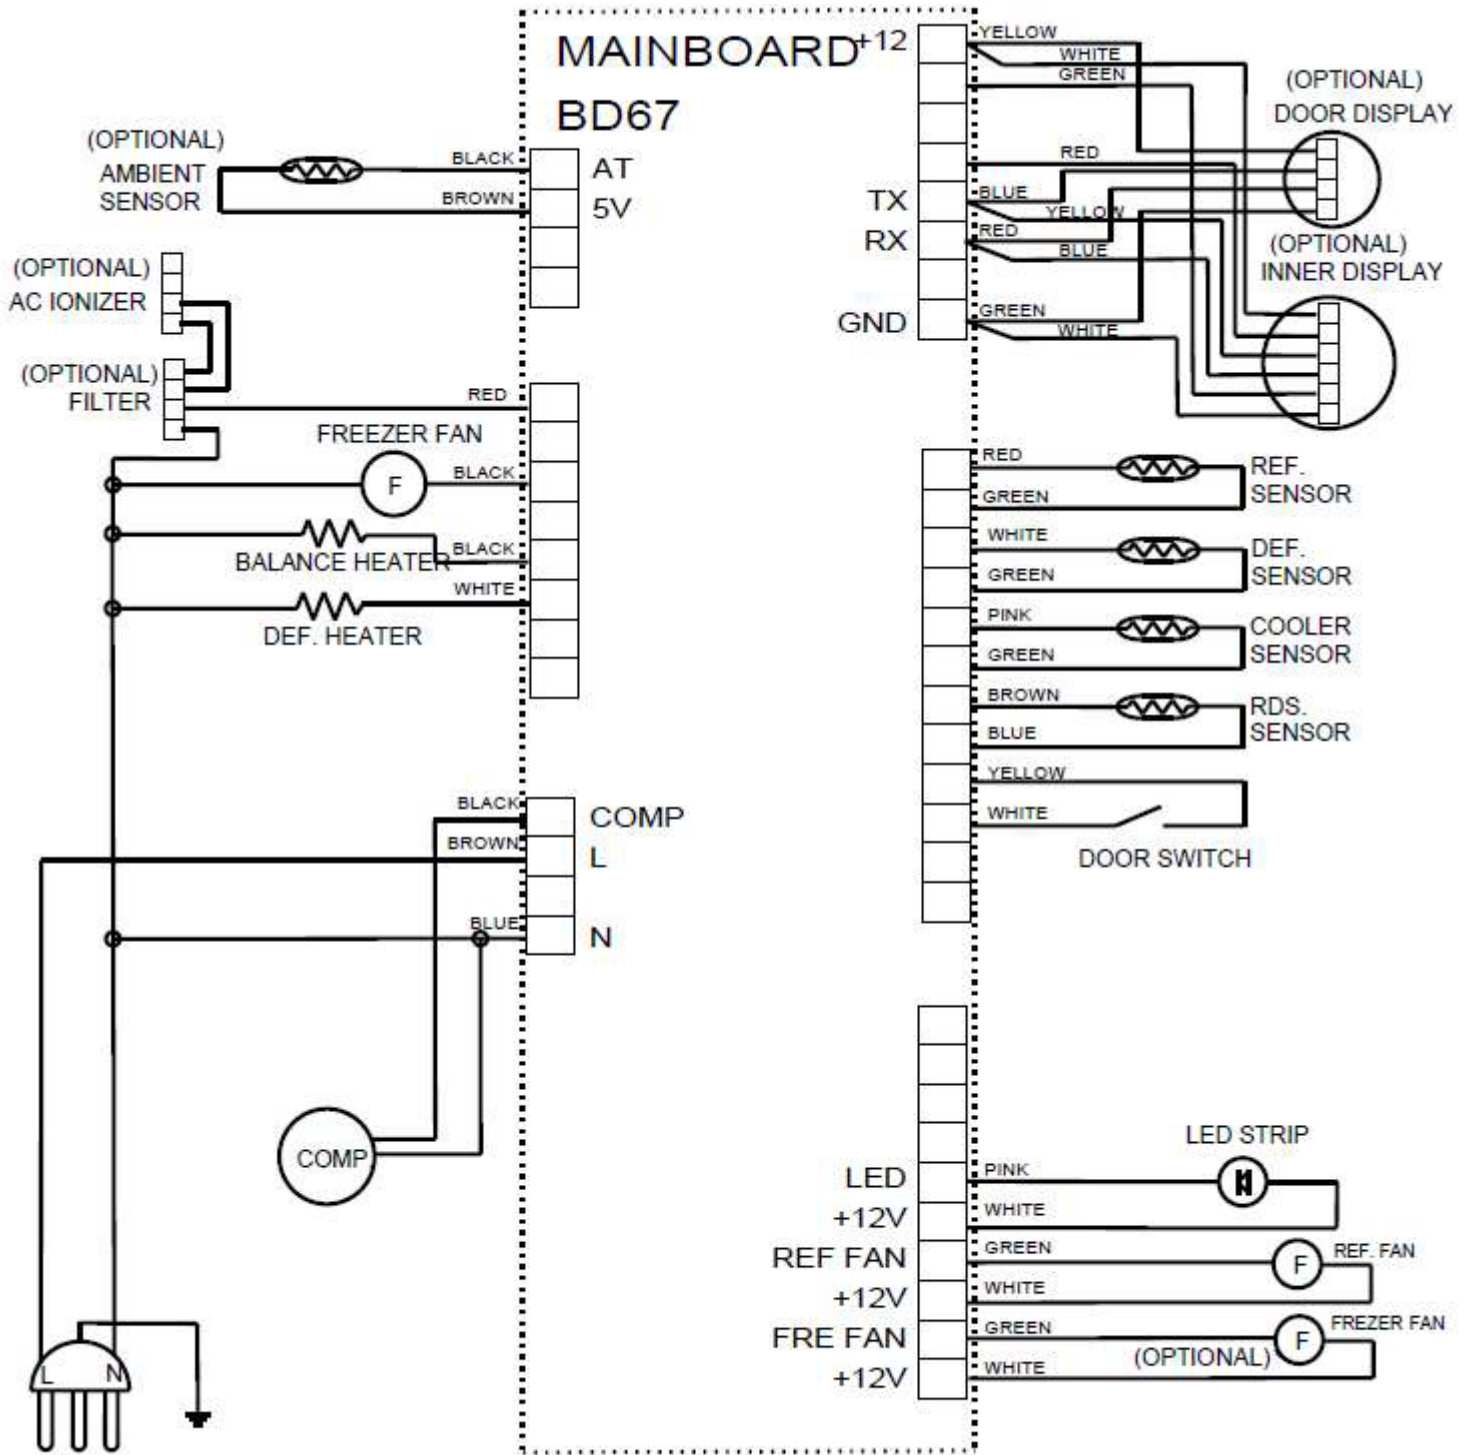 MAINBOARD
BD67
(OPTIONAL)
AMBIENT
SENSOR
BLACK
AT
BROWN
5V
(OPTIONAL)
AC IONIZER
(OPTIONAL)
FILTER
RED
FREEZER FAN
F
BLACK
BALANCE HEATER
BLACK
WHITE
DEF. HEATER
BLACK
COMP
BROWN
L
BLUE
N
COMP
L
N
+12
YELLOW
WHITE
GREEN
(OPTIONAL)
DOOR DISPLAY
RED
TX
BLUE
YELLOW
RX
RED
BLUE
(OPTIONAL)
INNER DISPLAY
GND
GREEN
WHITE
RED
REF.
SENSOR
GREEN
WHITE
DEF.
SENSOR
GREEN
PINK
COOLER
SENSOR
GREEN
BROWN
RDS.
SENSOR
BLUE
YELLOW
WHITE
DOOR SWITCH
LED STRIP
LED
PINK
+12V
WHITE
REF FAN
GREEN
F
REF. FAN
+12V
WHITE
FRE FAN
GREEN
F
FREZER FAN
(OPTIONAL)
+12V
WHITE